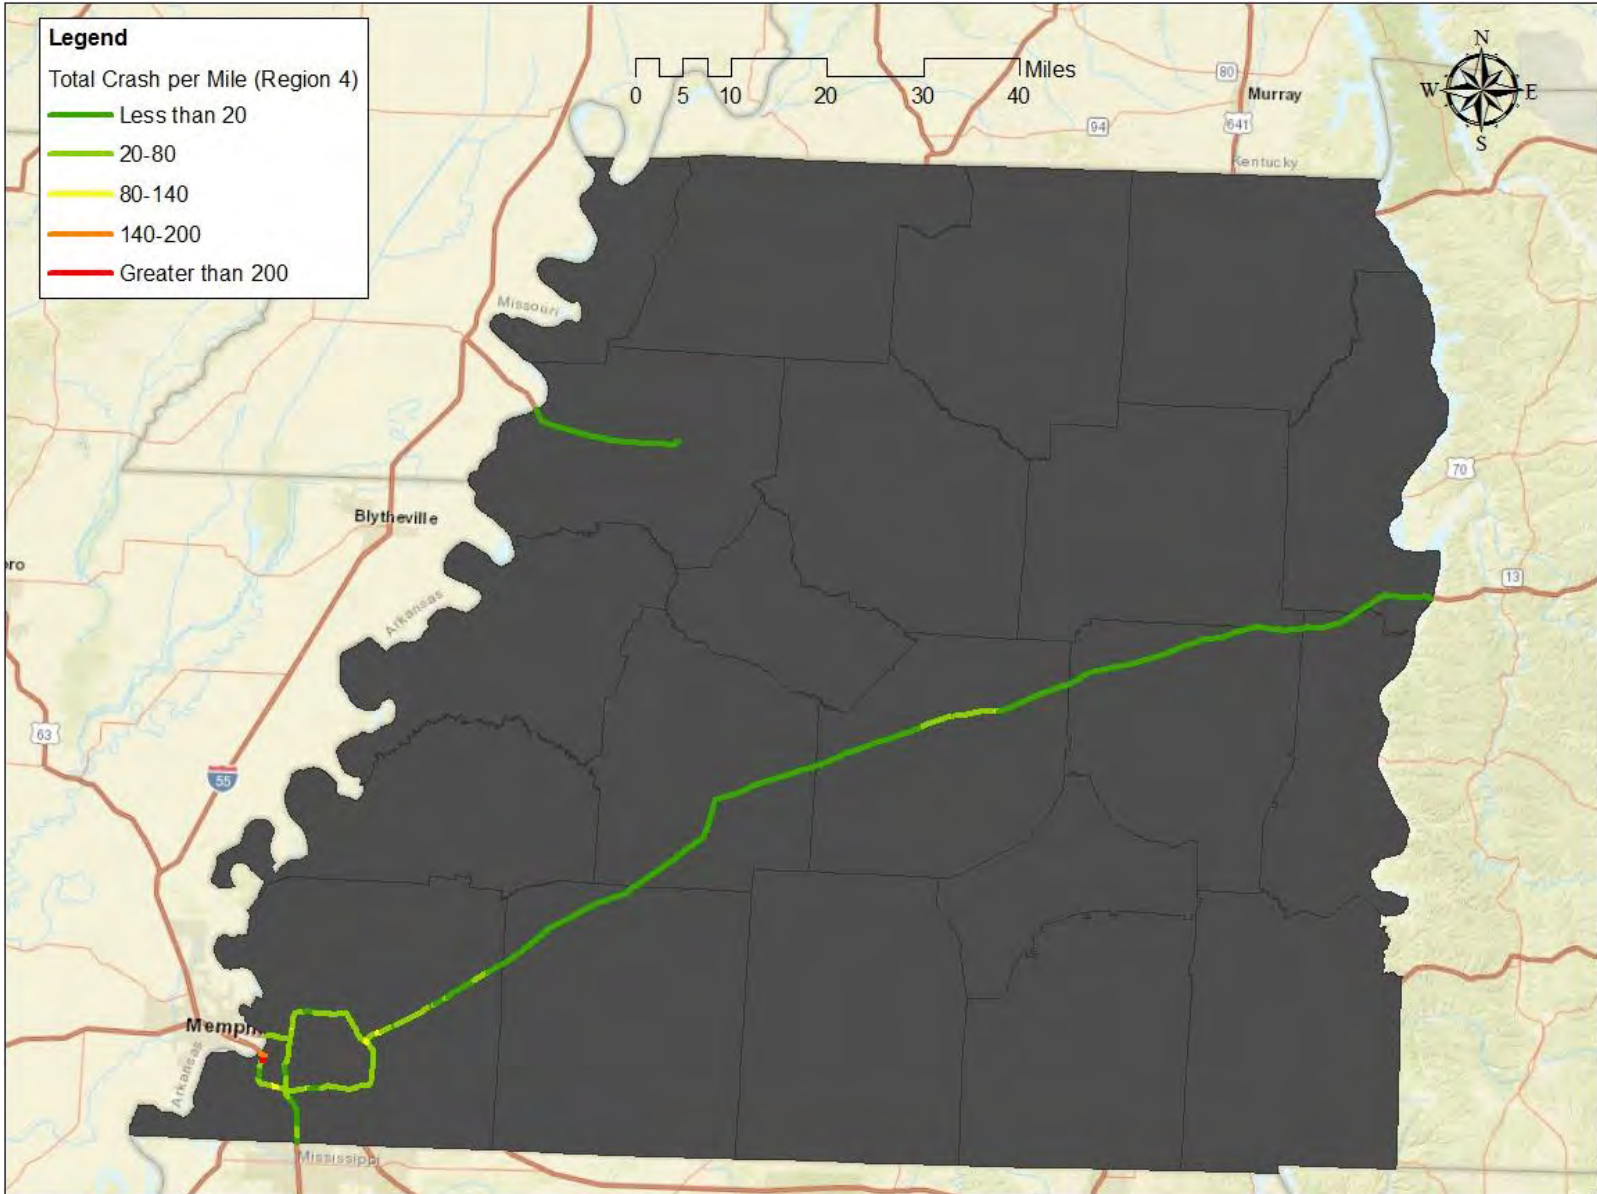 Legend
Total Crash per Mile (Region 4)
Less than 20
20-80
80-140
140-200
Greater than 200
Miles
0 5 10 20 30 40
N
W E
S
80
Murray
94
641
Kentucky
Missouri
70
Blytheville
ro
13
Arkansas
63
55
Memph
Arkansas
Mississippi